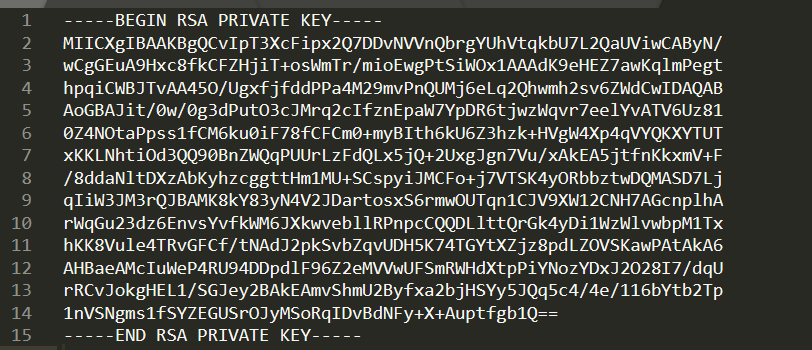 1 -----BEGIN RSA PRIVATE KEY-----
2 MIICXgIBAAKBgQCvIpT3XcFipx2Q7DDvNVVnQbrgYUhVtqkbU7L2QaUViwCAByN/
3 wCgGEuA9Hxc8fkCFZHjiT+osWmTr/mioEwgPtSiWOx1AAAdK9eHEZ7awKqlmPegt
4 hpqiCWBJTvAA45O/UgxfjfddPPa4M29mvPnQUMj6eLq2Qhwmh2sv6ZWdCwIDAQAB
5 AoGBAJit/0w/0g3dPutO3cJMrq2cIfznEpaW7YpDR6tjwzWqvr7eelYvATV6Uz81
6 0Z4NOtaPpss1fCM6ku0iF78fCFCm0+myBIth6kU6Z3hzk+HVgW4Xp4qVYQKXYTUT
7 xKKLNhtiOd3QQ90BnZWQqPUUrLzFdQLx5jQ+2UxgJgn7Vu/xAkEA5jtfnKkxmV+F
8 /8ddaNltDXzAbKyhzcggttHm1MU+SCspyiJMCFo+j7VTSK4yORbbztwDQMASD7Lj
9 qIiW3JM3rQJBAMK8kY83yN4V2JDartosxS6rmwOUTqn1CJV9XW12CNH7AGcnplhA
10 rWqGu23dz6EnvsYvfkWM6JXkwvebllRPnpcCQQDLlttQrGk4yDi1WzWlvwbpM1Tx
11 hKK8Vule4TRvGFCf/tNAdJ2pkSvbZqvUDH5K74TGYtXZjz8pdLZOVSKawPAtAkA6
12 AHBaeAMcIuWeP4RU94DDpdlF96Z2eMVVwUFSmRWHdXtpPiYNozYDxJ2O28I7/dqU
13 rRCvJokgHEL1/SGJey2BAkEAmvShmU2Byfxa2bjHSYy5JQq5c4/4e/116bYtb2Tp
14 1nVSNgms1fSYZEGUSrOJyMSoRqIDvBdNFy+X+Auptfgb1Q==
15 -----END RSA PRIVATE KEY-----